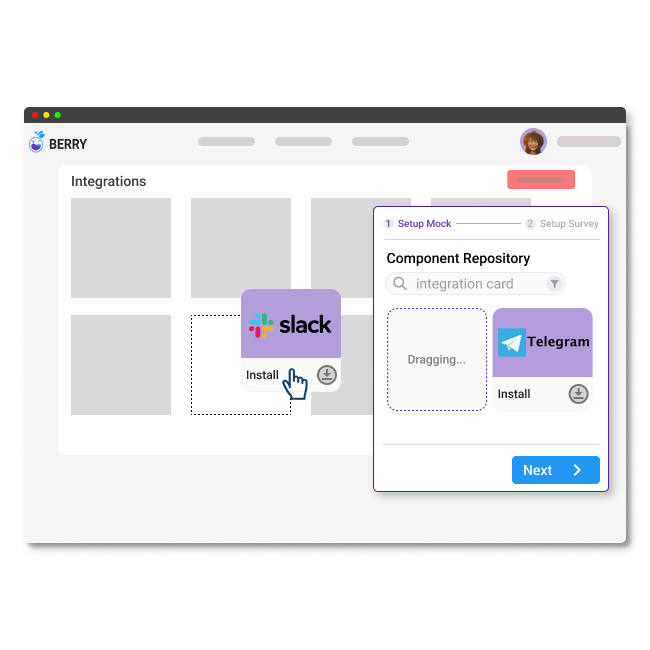 BERRY
Integrations
1 Setup Mock
2 Setup Survey
Component Repository
integration card
slack
Install
Dragging...
Telegram
Install
Next